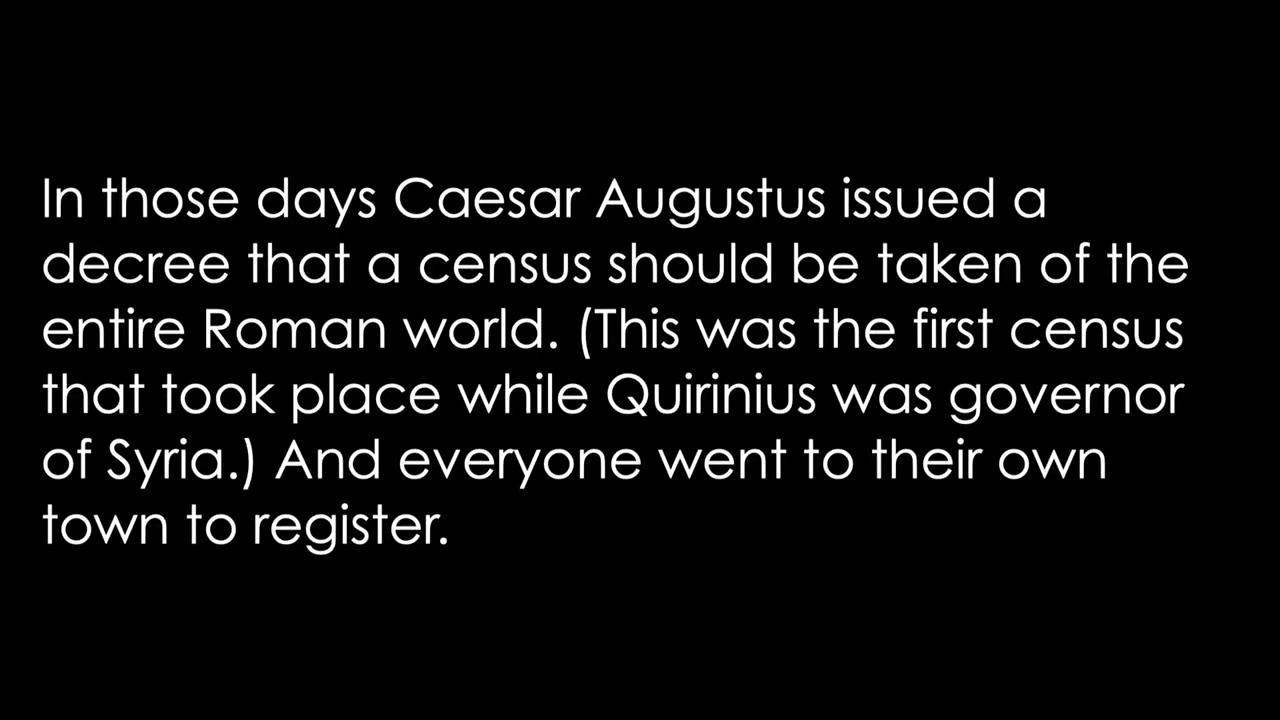 In those days Caesar Augustus issued a
decree that a census should be taken of the
entire Roman world. (This was the first census
that took place while Quirinius was governor
of Syria.) And everyone went to their own
town to register.